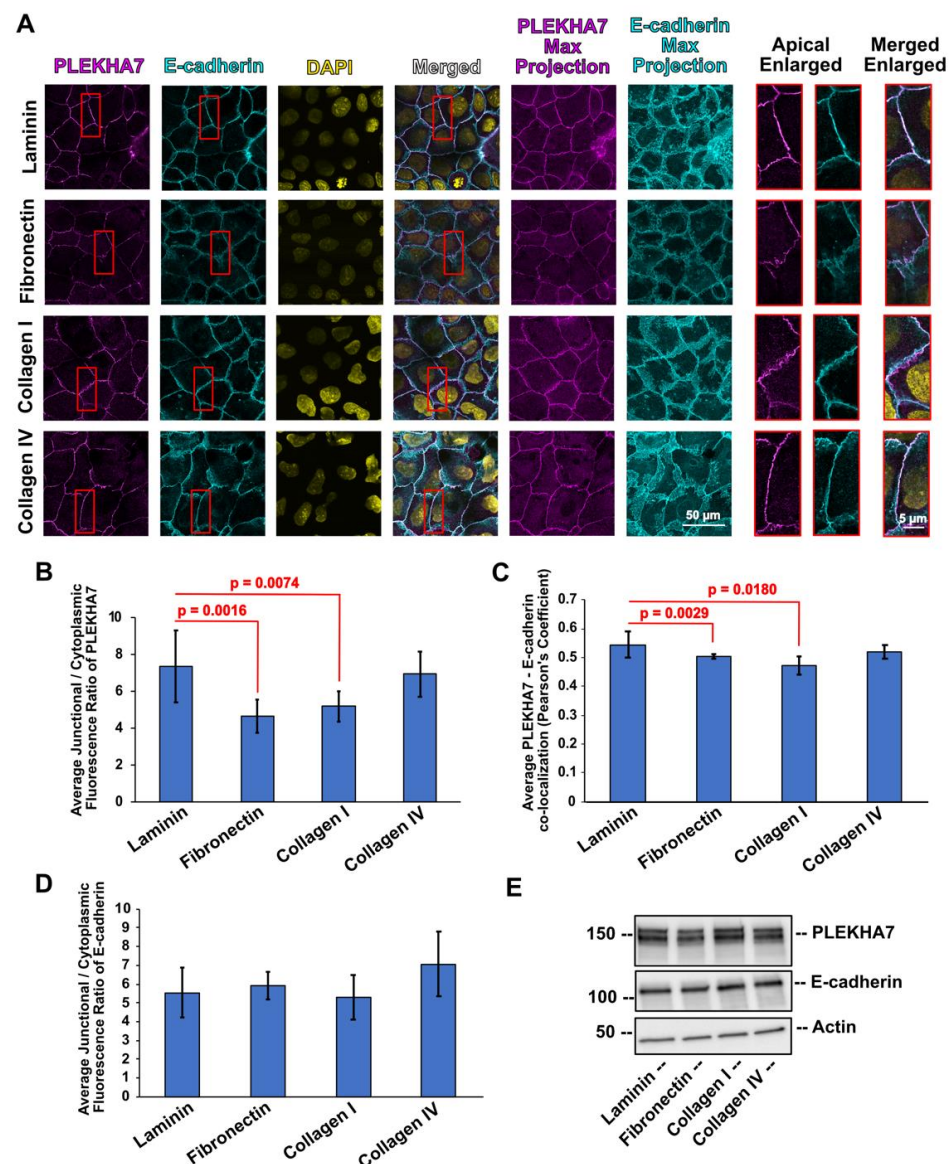 A
PLEKHA7
E-cadherin
DAPI
Merged
PLEKHA7
Max
Projection
E-cadherin
Max
Projection
Apical
Enlarged
Merged
Enlarged
Laminin
Fibronectin
Collagen I
Collagen IV
50 µm
5 µm
B
Average Junctional / Cytoplasmic
Fluorescence Ratio of PLEKHA7
p = 0.0074
p = 0.0016
10
8
6
4
2
0
Laminin
Fibronectin
Collagen I
Collagen IV
C
Average PLEKHA7 - E-cadherin
co-localization (Pearson's Coefficient)
p = 0.0180
p = 0.0029
0.7
0.6
0.5
0.4
0.3
0.2
0.1
0
Laminin
Fibronectin
Collagen I
Collagen IV
D
Average Junctional / Cytoplasmic
Fluorescence Ratio of E-cadherin
10
9
8
7
6
5
4
3
2
1
0
Laminin
Fibronectin
Collagen I
Collagen IV
E
150 --
-- PLEKHA7
-- E-cadherin
100 --
50 --
-- Actin
Laminin --
Fibronectin --
Collagen I --
Collagen IV --